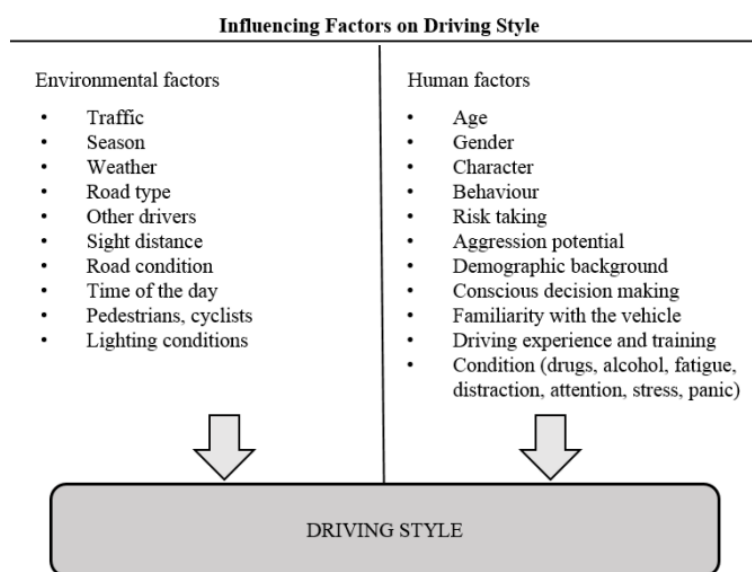 Influencing Factors on Driving Style
Environmental factors
• Traffic
• Season
• Weather
• Road type
• Other drivers
• Sight distance
• Road condition
• Time of the day
• Pedestrians, cyclists
• Lighting conditions
Human factors
• Age
• Gender
• Character
• Behaviour
• Risk taking
• Aggression potential
• Demographic background
• Conscious decision making
• Familiarity with the vehicle
• Driving experience and training
• Condition (drugs, alcohol, fatigue,
distraction, attention, stress, panic)
DRIVING STYLE